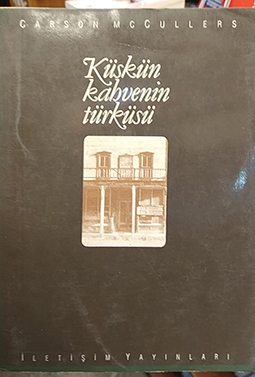 CARSON MCCULLERS
Küskün
kahvenin
türküsü
İLETİŞİM YAYINLARI